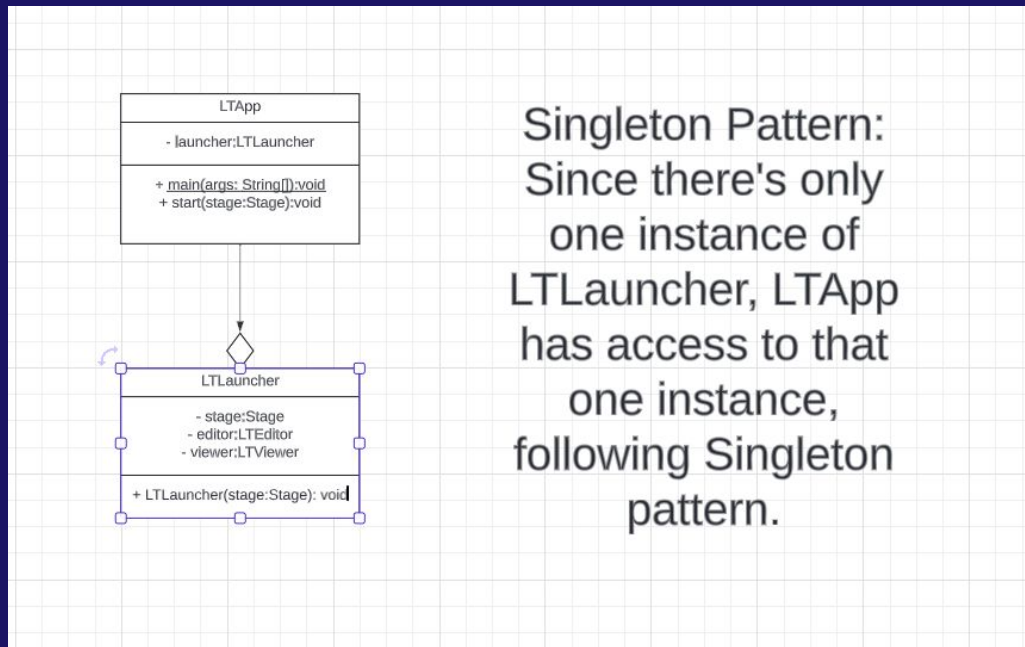 LTApp
- launcher:LTLauncher
+ main(args: String[]):void
+ start(stage:Stage):void
LTLauncher
- stage:Stage
- editor:LTEditor
- viewer:LTViewer
+ LTLauncher(stage:Stage): void
Singleton Pattern:
Since there's only
one instance of
LTLauncher, LTApp
has access to that
one instance,
following Singleton
pattern.